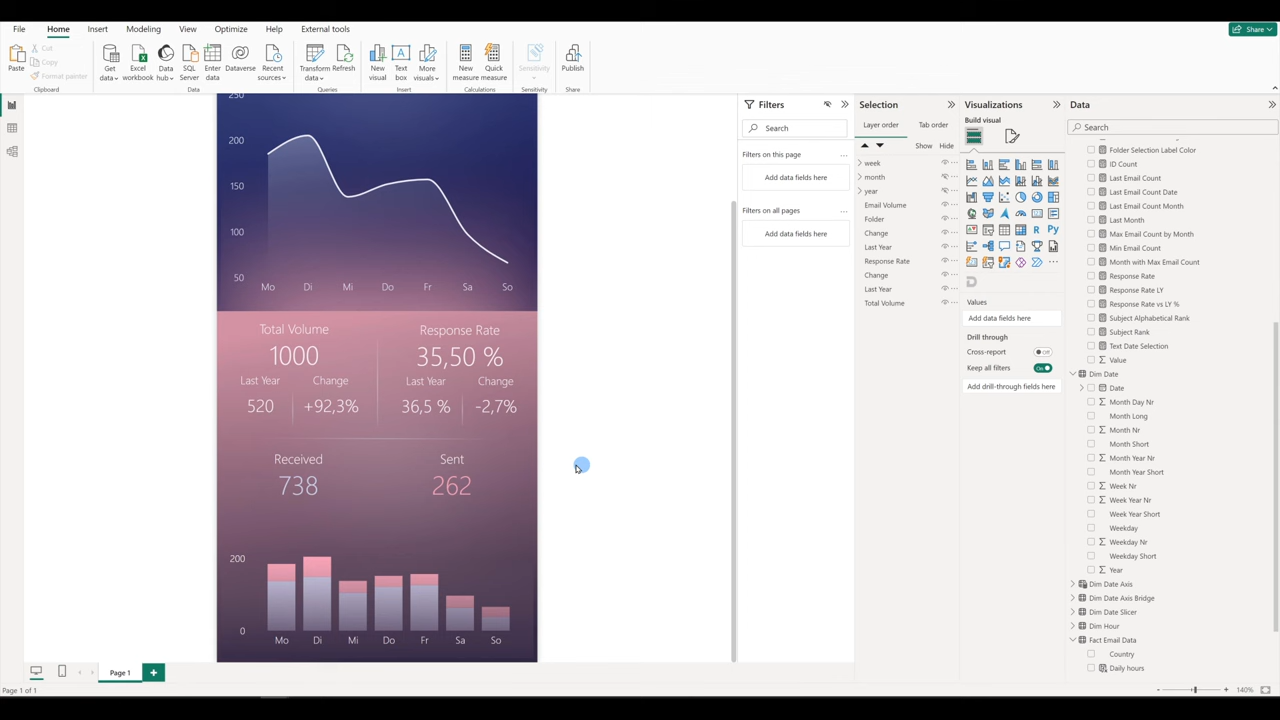 File Home Insert Modeling View Optimize Help External tools
Share
Paste Cut
Copy
Format painter
Get data Excel workbook Data hub SQL Server Enter data Dataverse Recent sources Transform data Refresh New visual Text box More visuals New measure Quick measure Sensitivity Publish
Clipboard Data Queries Insert Calculations Sensitivity Share
250
200
150
100
50
Mo Di Mi Do Fr Sa So
Total Volume Response Rate
1000 35,50 %
Last Year Change Last Year Change
520 +92,3% 36,5 % -2,7%
Received Sent
738 262
200
0
Mo Di Mi Do Fr Sa So
Filters
Search
Filters on this page
Add data fields here
Filters on all pages
Add data fields here
Selection
Layer order Tab order
Show Hide
week
month
year
Email Volume
Folder
Change
Last Year
Response Rate
Change
Last Year
Total Volume
Visualizations
Build visual
R Py
Values
Add data fields here
Drill through
Cross-report Off
Keep all filters On
Add drill-through fields here
Data
Search
Folder Selection Label Color
ID Count
Last Email Count
Last Email Count Date
Last Email Count Month
Last Month
Max Email Count by Month
Min Email Count
Month with Max Email Count
Response Rate
Response Rate LY
Response Rate vs LY %
Subject Alphabetical Rank
Subject Rank
Text Date Selection
Value
Dim Date
Date
Month Day Nr
Month Long
Month Nr
Month Short
Month Year Nr
Month Year Short
Week Nr
Week Year Nr
Week Year Short
Weekday
Weekday Nr
Weekday Short
Year
Dim Date Axis
Dim Date Axis Bridge
Dim Date Slicer
Dim Hour
Fact Email Data
Country
Daily hours
Page 1
Page 1 of 1
140%